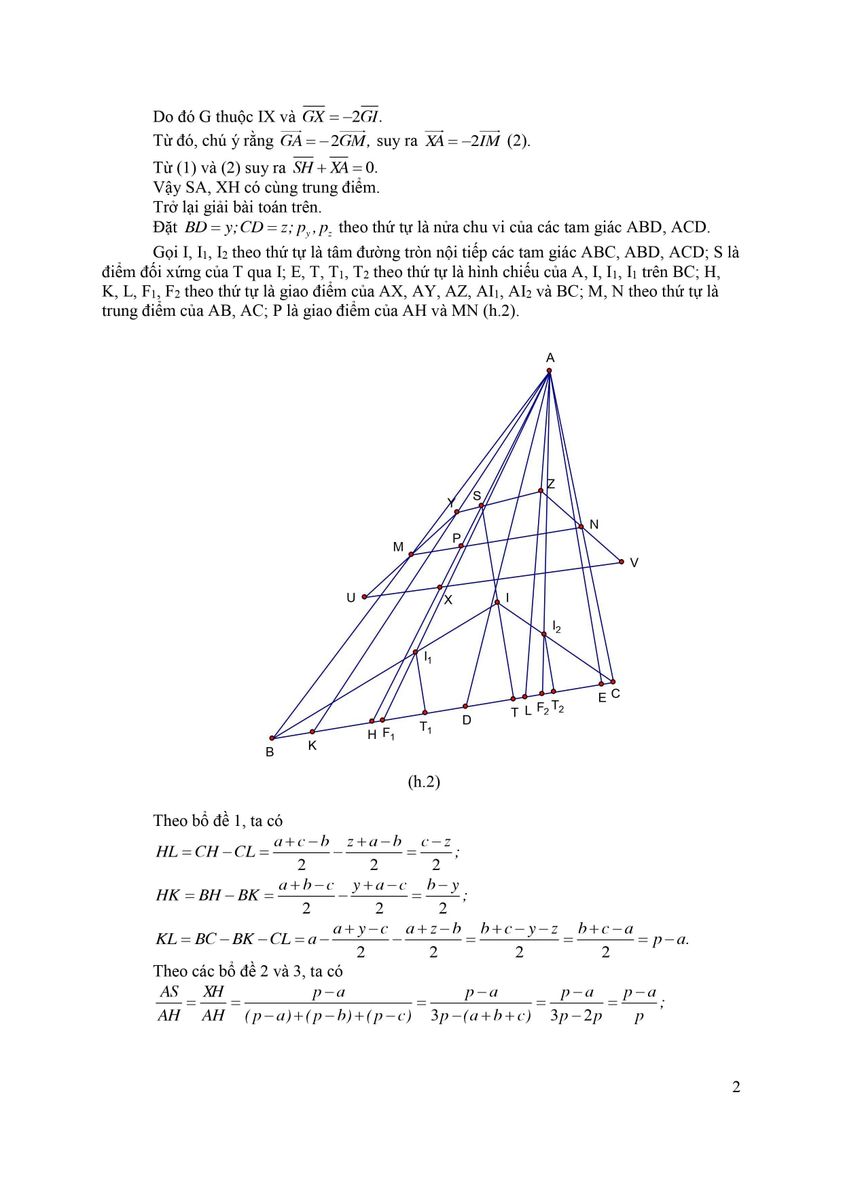 Do đó G thuộc IX và \overline{GX} = −2\overline{GI}.
Từ đó, chú ý rằng \overrightarrow{GA} = −2\overrightarrow{GM}, suy ra \overrightarrow{XA} = −2\overrightarrow{IM} (2).
Từ (1) và (2) suy ra \overline{SH} + \overline{XA} = 0.
Vậy SA, XH có cùng trung điểm.
Trở lại giải bài toán trên.
Đặt BD = y; CD = z; p_y, p_z theo thứ tự là nửa chu vi của các tam giác ABD, ACD.
Gọi I, I₁, I₂ theo thứ tự là tâm đường tròn nội tiếp các tam giác ABC, ABD, ACD; S là
điểm đối xứng của T qua I; E, T, T₁, T₂ theo thứ tự là hình chiếu của A, I, I₁, I₁ trên BC; H,
K, L, F₁, F₂ theo thứ tự là giao điểm của AX, AY, AZ, AI₁, AI₂ và BC; M, N theo thứ tự là
trung điểm của AB, AC; P là giao điểm của AH và MN (h.2).
A
Z
S
Y
N
P
M
V
U
X
I
I₂
I₁
E C
T L F₂ T₂
D
T₁
H F₁
K
B
(h.2)
Theo bổ đề 1, ta có
HL = CH − CL = \frac{a+c−b}{2} − \frac{z+a−b}{2} = \frac{c−z}{2};
HK = BH − BK = \frac{a+b−c}{2} − \frac{y+a−c}{2} = \frac{b−y}{2};
KL = BC − BK − CL = a − \frac{a+y−c}{2} − \frac{a+z−b}{2} = \frac{b+c−y−z}{2} = \frac{b+c−a}{2} = p−a.
Theo các bổ đề 2 và 3, ta có
\frac{AS}{AH} = \frac{XH}{AH} = \frac{p−a}{(p−a)+(p−b)+(p−c)} = \frac{p−a}{3p−(a+b+c)} = \frac{p−a}{3p−2p} = \frac{p−a}{p};
2